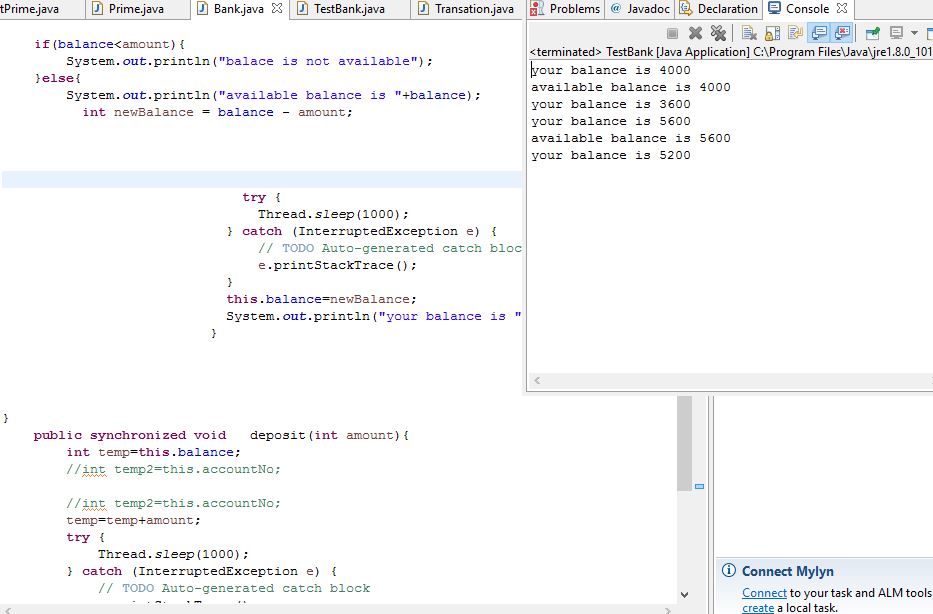 tPrime.java Prime.java Bank.java TestBank.java Transation.java
if(balance<amount){
System.out.println("balace is not available");
}else{
System.out.println("available balance is "+balance);
int newBalance = balance - amount;
try {
Thread.sleep(1000);
} catch (InterruptedException e) {
// TODO Auto-generated catch bloc
e.printStackTrace();
}
this.balance=newBalance;
System.out.println("your balance is "
}
}
public synchronized void deposit(int amount){
int temp=this.balance;
//int temp2=this.accountNo;
//int temp2=this.accountNo;
temp=temp+amount;
try {
Thread.sleep(1000);
} catch (InterruptedException e) {
// TODO Auto-generated catch block
Problems @ Javadoc Declaration Console
<terminated> TestBank [Java Application] C:\Program Files\Java\jre1.8.0_101
your balance is 4000
available balance is 4000
your balance is 3600
your balance is 5600
available balance is 5600
your balance is 5200
Connect Mylyn
Connect to your task and ALM tools
create a local task.